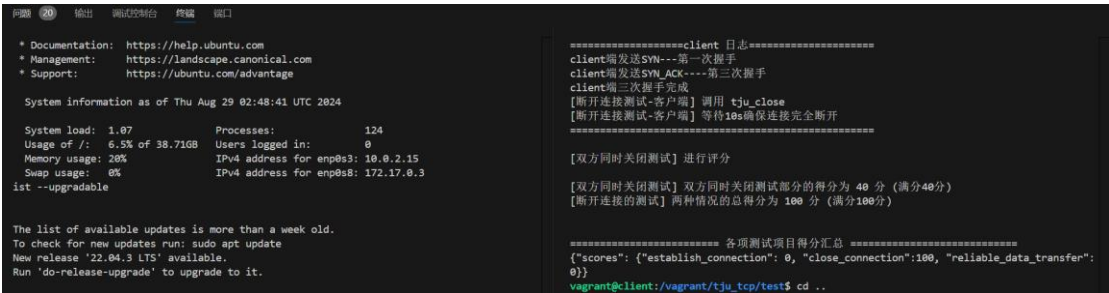 问题 20 输出 调试控制台 终端 端口
* Documentation: https://help.ubuntu.com
* Management: https://landscape.canonical.com
* Support: https://ubuntu.com/advantage
System information as of Thu Aug 29 02:48:41 UTC 2024
System load: 1.07 Processes: 124
Usage of /: 6.5% of 38.71GB Users logged in: 0
Memory usage: 20% IPv4 address for enp0s3: 10.0.2.15
Swap usage: 0% IPv4 address for enp0s8: 172.17.0.3
ist --upgradable
The list of available updates is more than a week old.
To check for new updates run: sudo apt update
New release '22.04.3 LTS' available.
Run 'do-release-upgrade' to upgrade to it.
===================client 日志=====================
client端发送SYN---第一次握手
client端发送SYN_ACK----第三次握手
client端三次握手完成
[断开连接测试-客户端] 调用 tju_close
[断开连接测试-客户端] 等待10s确保连接完全断开
===================================================
[双方同时关闭测试] 进行评分
[双方同时关闭测试] 双方同时关闭测试部分的得分为 40 分 (满分40分)
[断开连接的测试] 两种情况的总得分为 100 分 (满分100分)
========================= 各项测试项目得分汇总 ============================
{"scores": {"establish_connection": 0, "close_connection":100, "reliable_data_transfer":
0}}
vagrant@client:/vagrant/tju_tcp/test$ cd ..